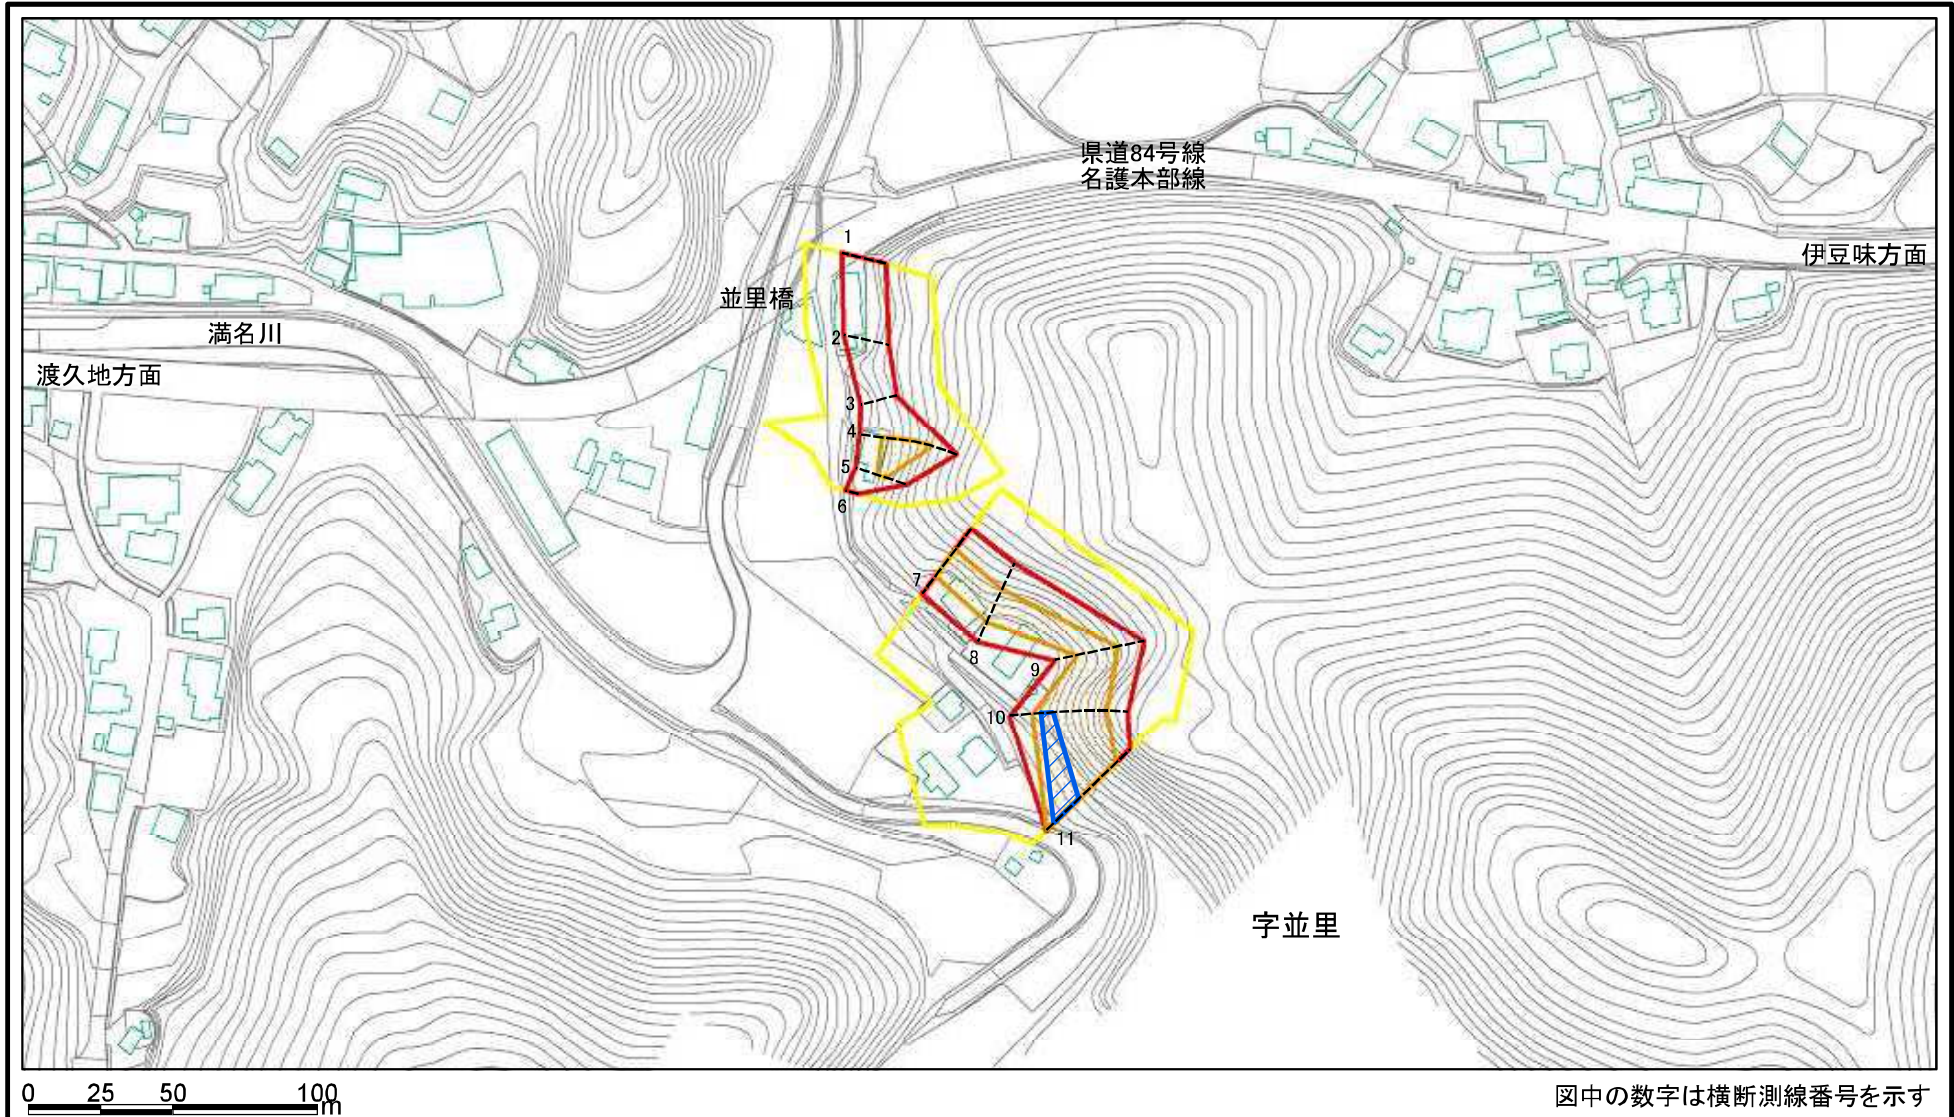 県道84号線
名護本部線
伊豆味方面
並里橋
満名川
渡久地方面
1
2
3
4
5
6
7
8
9
10
11
字並里
0 25 50 100m
図中の数字は横断測線番号を示す